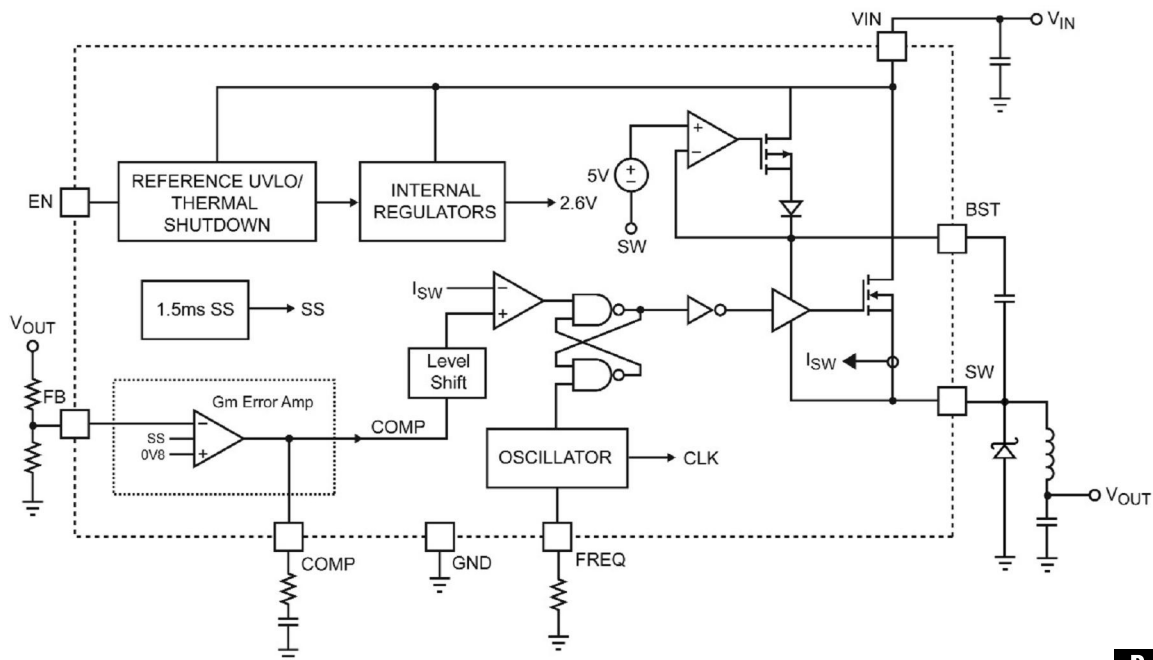 VIN
V_IN
EN
REFERENCE UVLO/
THERMAL
SHUTDOWN
INTERNAL
REGULATORS
2.6V
5V
+
−
SW
+
−
BST
1.5ms SS
SS
I_SW
−
+
Level
Shift
I_SW
SW
V_OUT
FB
Gm Error Amp
−
SS
0V8
+
COMP
OSCILLATOR
CLK
V_OUT
COMP
GND
FREQ